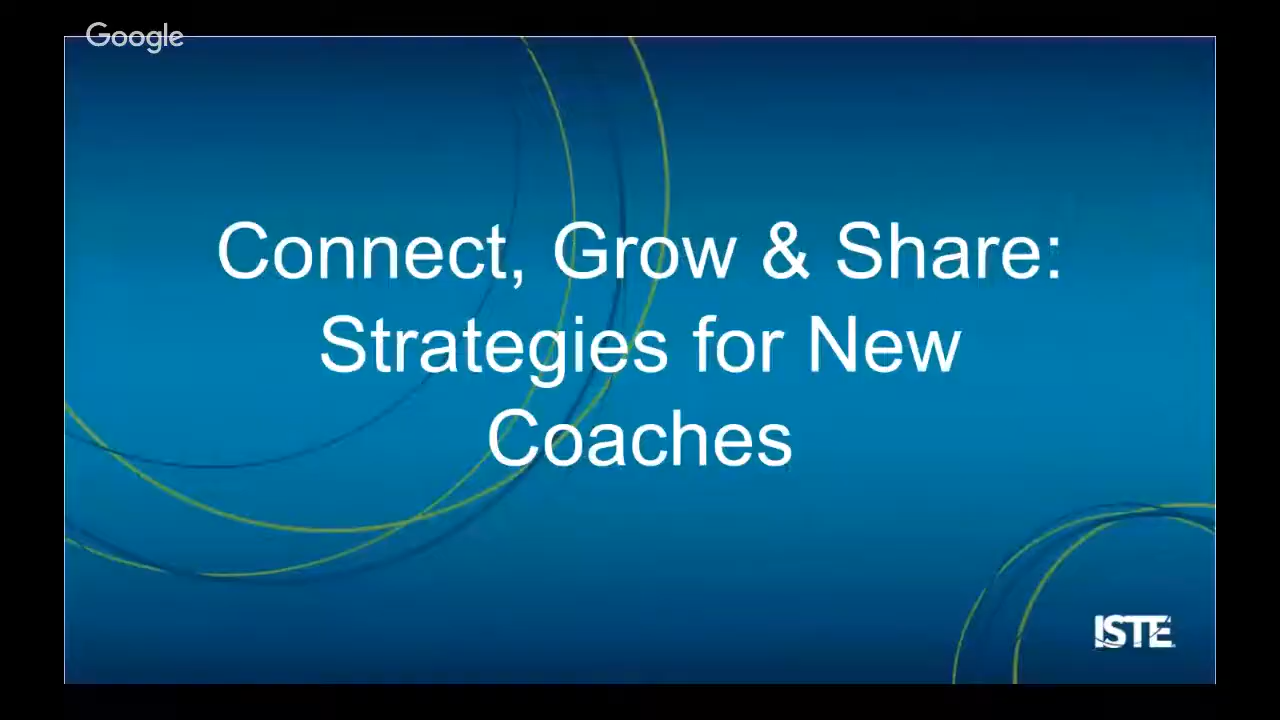 Google
Connect, Grow & Share:
Strategies for New
Coaches
ISTE